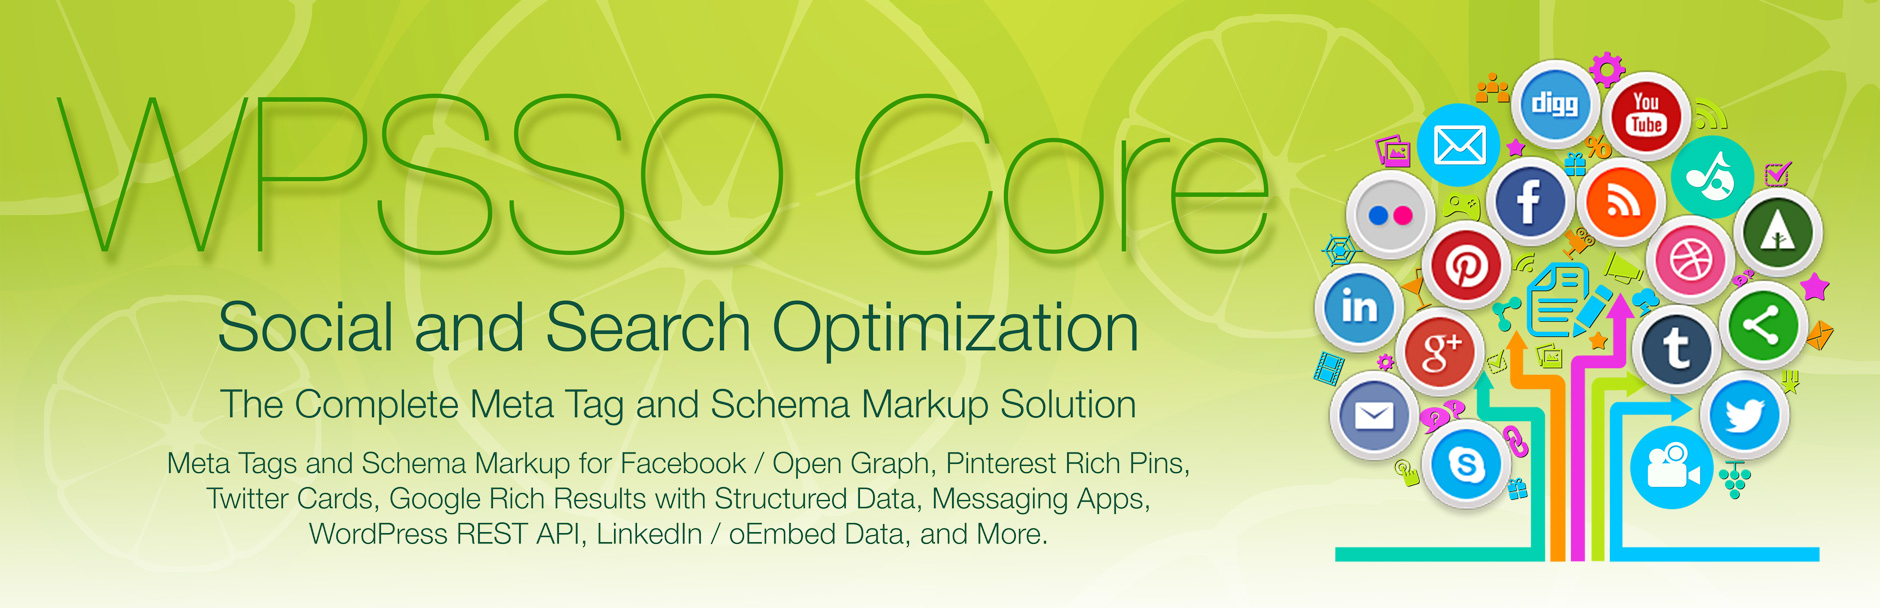 WPSSO Core
Social and Search Optimization
The Complete Meta Tag and Schema Markup Solution
Meta Tags and Schema Markup for Facebook / Open Graph, Pinterest Rich Pins,
Twitter Cards, Google Rich Results with Structured Data, Messaging Apps,
WordPress REST API, LinkedIn / oEmbed Data, and More.
digg
You
Tube
f
in
g+
t
S
%